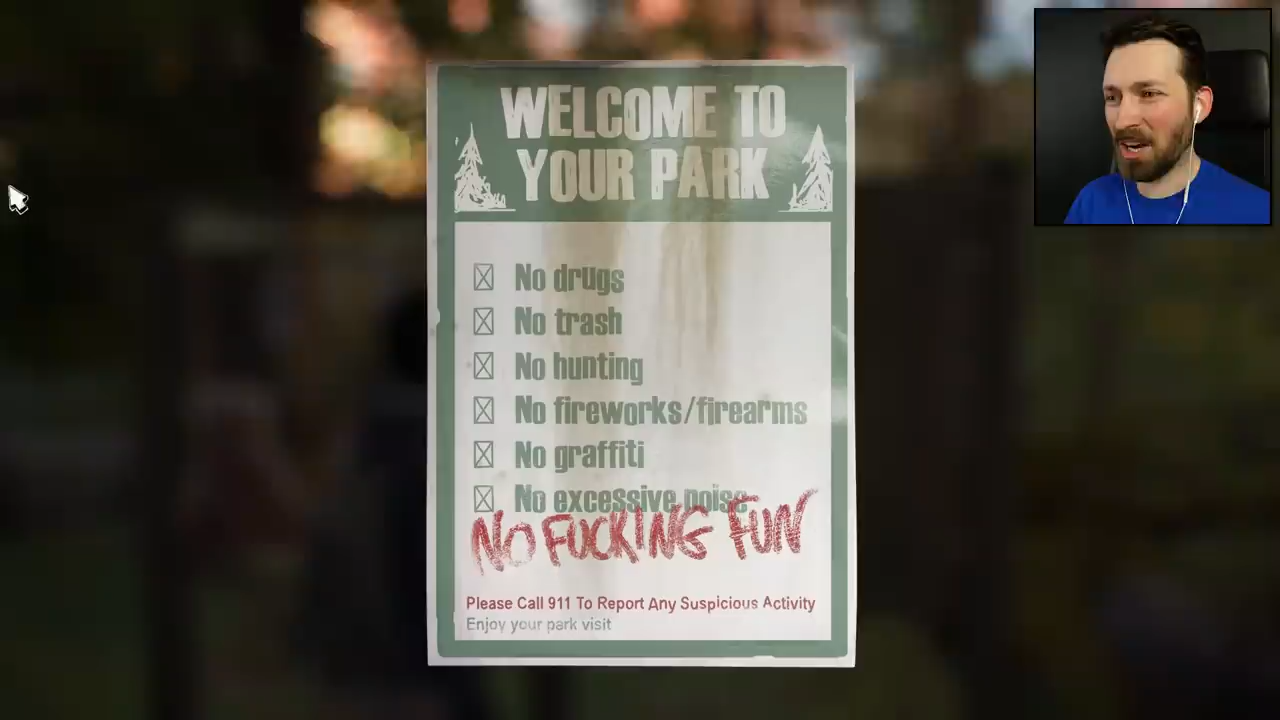 WELCOME TO
YOUR PARK
No drugs
No trash
No hunting
No fireworks/firearms
No graffiti
No excessive noise
NO FUCKING FUN
Please Call 911 To Report Any Suspicious Activity
Enjoy your park visit